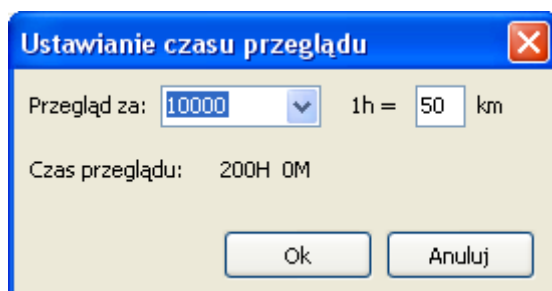 Ustawianie czasu przeglądu
Przegląd za: 10000 1h = 50 km
Czas przeglądu: 200H 0M
Ok Anuluj